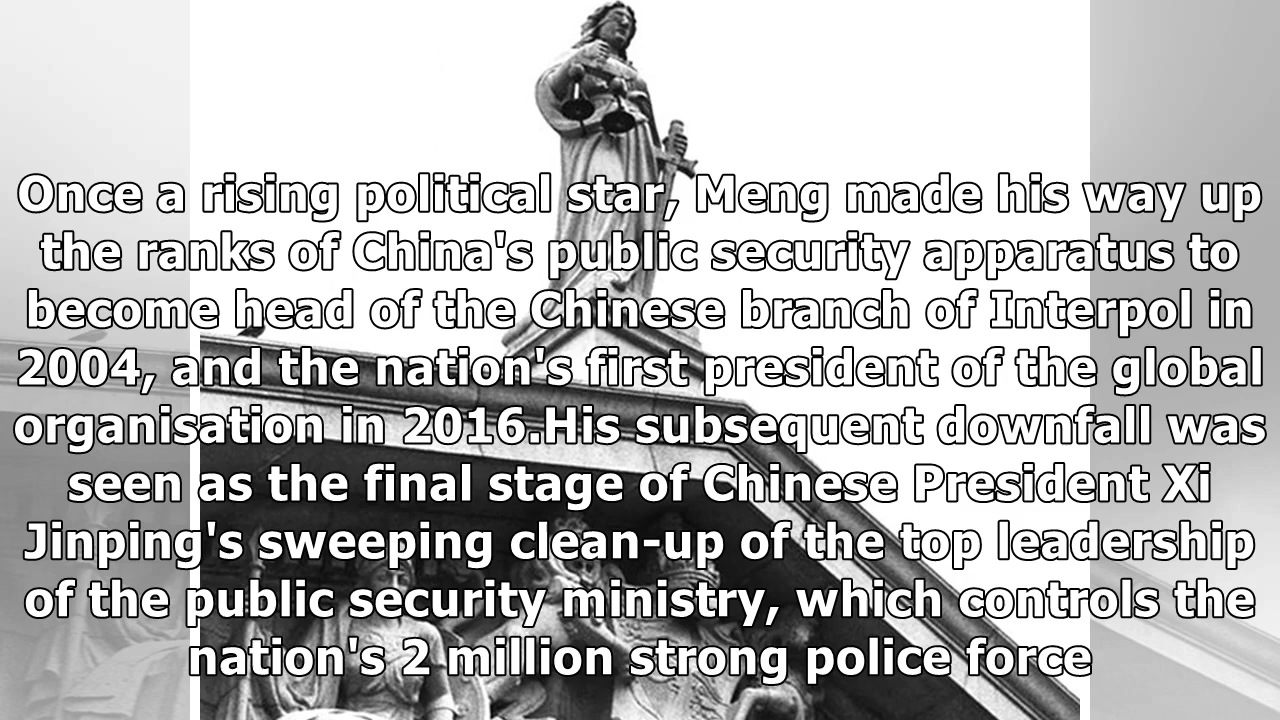 Once a rising political star, Meng made his way up
the ranks of China's public security apparatus to
become head of the Chinese branch of Interpol in
2004, and the nation's first president of the global
organisation in 2016.His subsequent downfall was
seen as the final stage of Chinese President Xi
Jinping's sweeping clean-up of the top leadership
of the public security ministry, which controls the
nation's 2 million strong police force